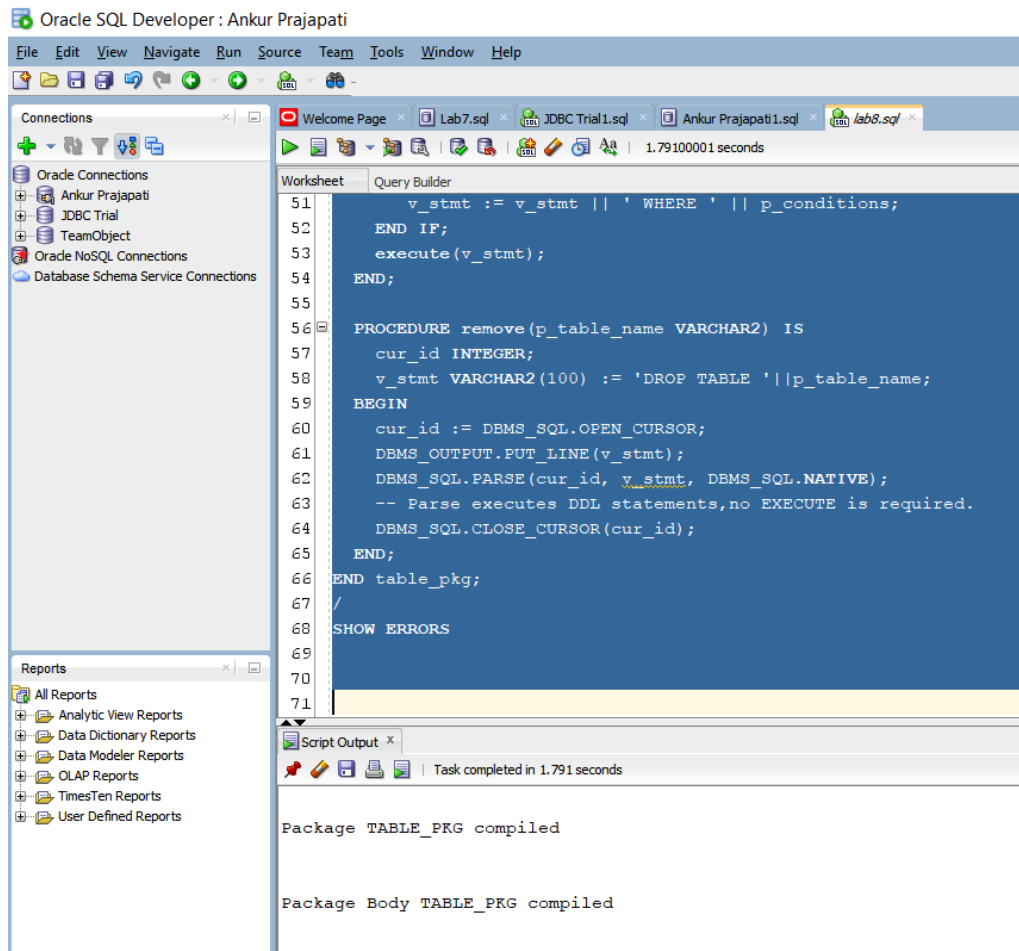 Oracle SQL Developer : Ankur Prajapati
File Edit View Navigate Run Source Team Tools Window Help
Connections
Oracle Connections
Ankur Prajapati
JDBC Trial
TeamObject
Oracle NoSQL Connections
Database Schema Service Connections
Reports
All Reports
Analytic View Reports
Data Dictionary Reports
Data Modeler Reports
OLAP Reports
TimesTen Reports
User Defined Reports
Welcome Page Lab7.sql JDBC Trial1.sql Ankur Prajapati1.sql lab8.sql
1.79100001 seconds
Worksheet Query Builder
51 v_stmt := v_stmt || ' WHERE ' || p_conditions;
52 END IF;
53 execute(v_stmt);
54 END;
55
56 PROCEDURE remove(p_table_name VARCHAR2) IS
57 cur_id INTEGER;
58 v_stmt VARCHAR2(100) := 'DROP TABLE '||p_table_name;
59 BEGIN
60 cur_id := DBMS_SQL.OPEN_CURSOR;
61 DBMS_OUTPUT.PUT_LINE(v_stmt);
62 DBMS_SQL.PARSE(cur_id, v_stmt, DBMS_SQL.NATIVE);
63 -- Parse executes DDL statements,no EXECUTE is required.
64 DBMS_SQL.CLOSE_CURSOR(cur_id);
65 END;
66 END table_pkg;
67 /
68 SHOW ERRORS
69
70
71
Script Output
Task completed in 1.791 seconds
Package TABLE_PKG compiled
Package Body TABLE_PKG compiled